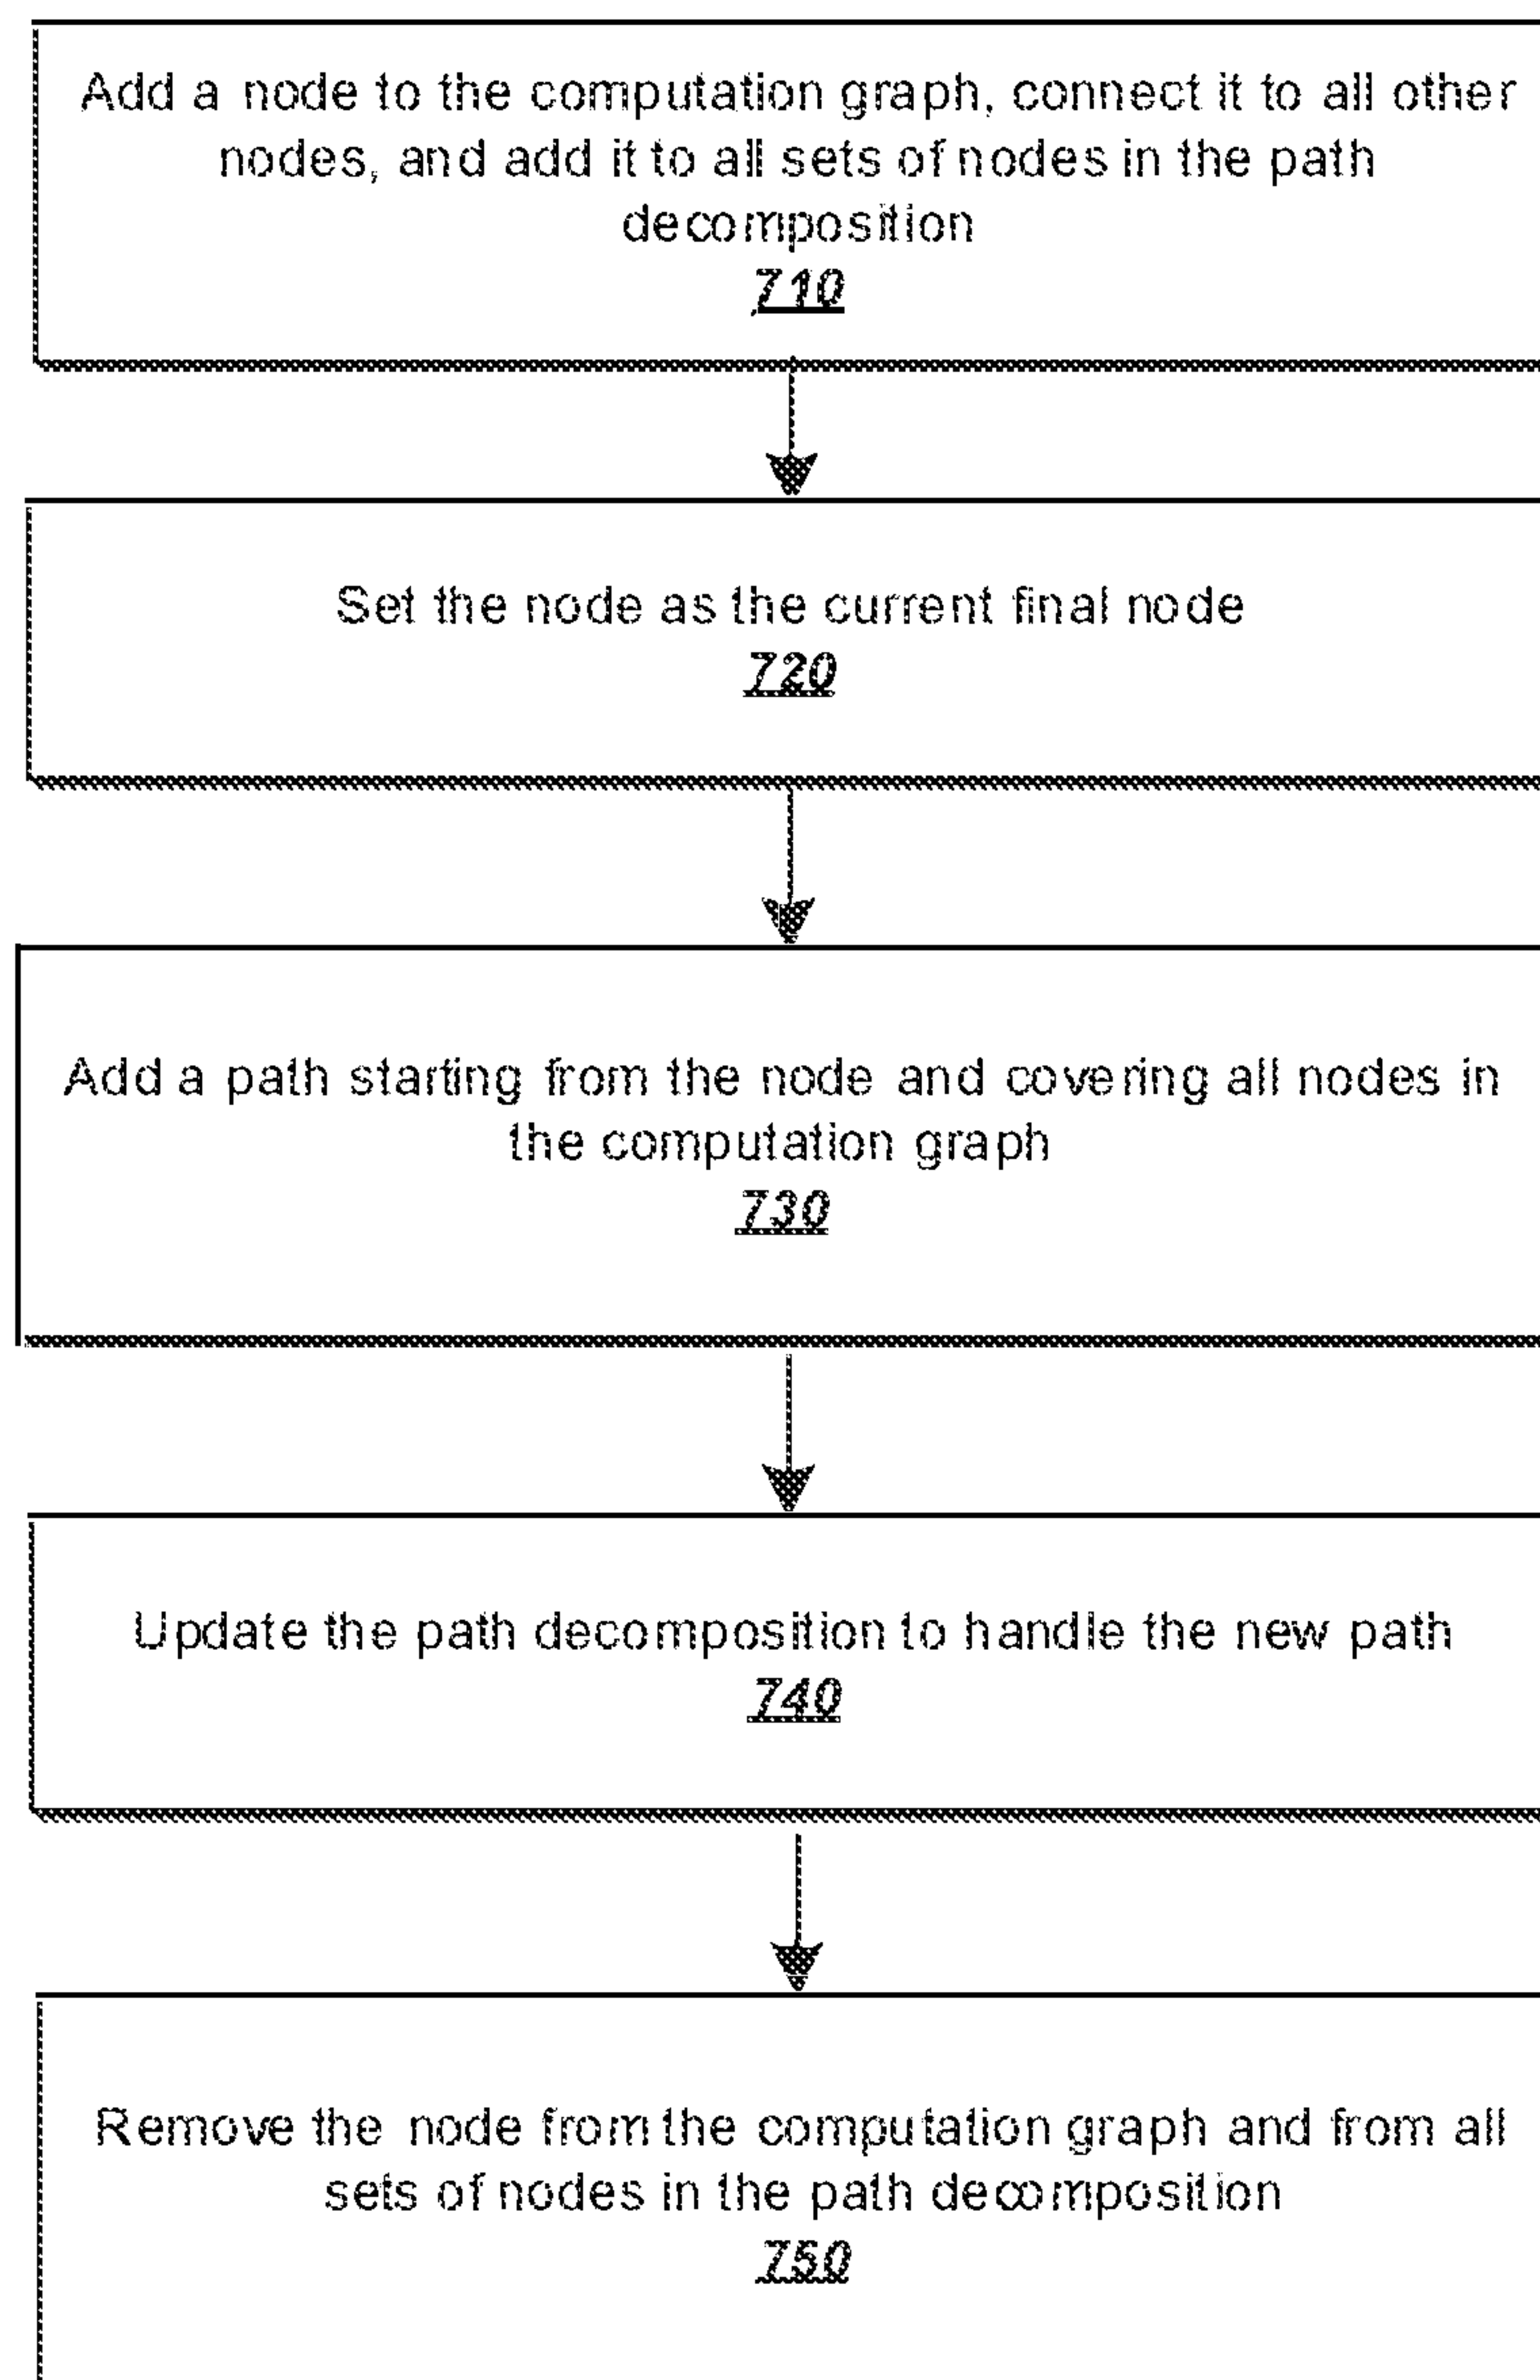 Add a node to the computation graph, connect it to all other
nodes, and add it to all sets of nodes in the path
decomposition
710
Set the node as the current final node
720
Add a path starting from the node and covering all nodes in
the computation graph
730
Update the path decomposition to handle the new path
740
Remove the node from the computation graph and from all
sets of nodes in the path decomposition
750